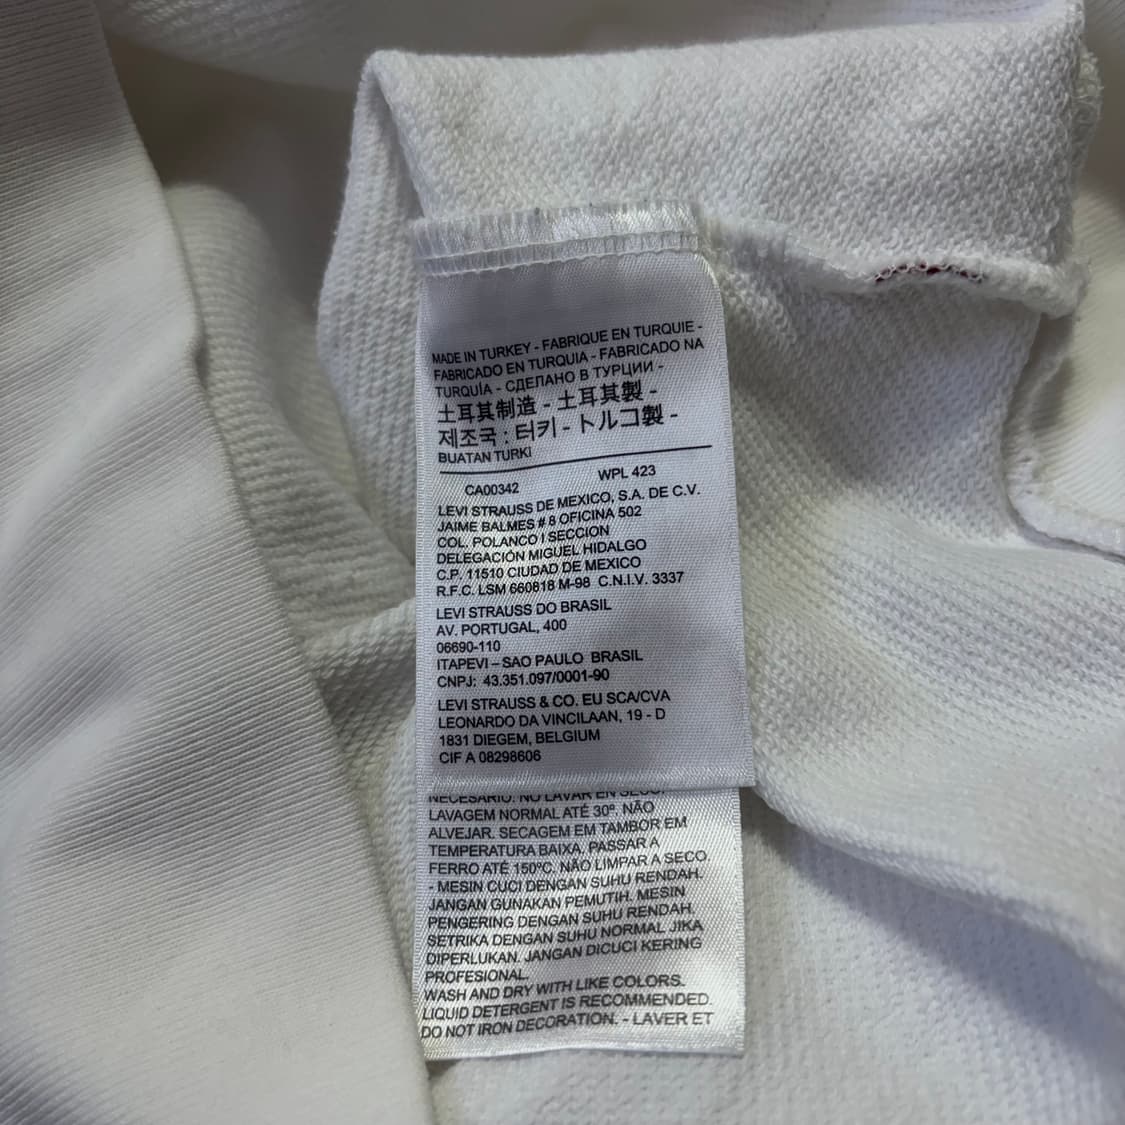 MADE IN TURKEY - FABRIQUE EN TURQUIE -
FABRICADO EN TURQUIA - FABRICADO NA
TURQUÍA - СДЕЛАНО В ТУРЦИИ -
土耳其制造 - 土耳其製 -
제조국 : 터키 - トルコ製 -
BUATAN TURKI
CA00342 WPL 423
LEVI STRAUSS DE MEXICO, S.A. DE C.V.
JAIME BALMES # 8 OFICINA 502
COL. POLANCO I SECCION
DELEGACIÓN MIGUEL HIDALGO
C.P. 11510 CIUDAD DE MEXICO
R.F.C. LSM 660818 M-98 C.N.I.V. 3337
LEVI STRAUSS DO BRASIL
AV. PORTUGAL, 400
06690-110
ITAPEVI – SAO PAULO BRASIL
CNPJ: 43.351.097/0001-90
LEVI STRAUSS & CO. EU SCA/CVA
LEONARDO DA VINCILAAN, 19 - D
1831 DIEGEM, BELGIUM
CIF A 08298606
NECESARIO. NO LAVAR EN SECO.
LAVAGEM NORMAL ATÉ 30º. NÃO
ALVEJAR. SECAGEM EM TAMBOR EM
TEMPERATURA BAIXA. PASSAR A
FERRO ATÉ 150ºC. NÃO LIMPAR A SECO
- MESIN CUCI DENGAN SUHU RENDAH.
JANGAN GUNAKAN PEMUTIH. MESIN
PENGERING DENGAN SUHU RENDAH,
SETRIKA DENGAN SUHU NORMAL JIKA
DIPERLUKAN. JANGAN DICUCI KERING
PROFESIONAL.
WASH AND DRY WITH LIKE COLORS.
LIQUID DETERGENT IS RECOMMENDED.
DO NOT IRON DECORATION. - LAVER ET